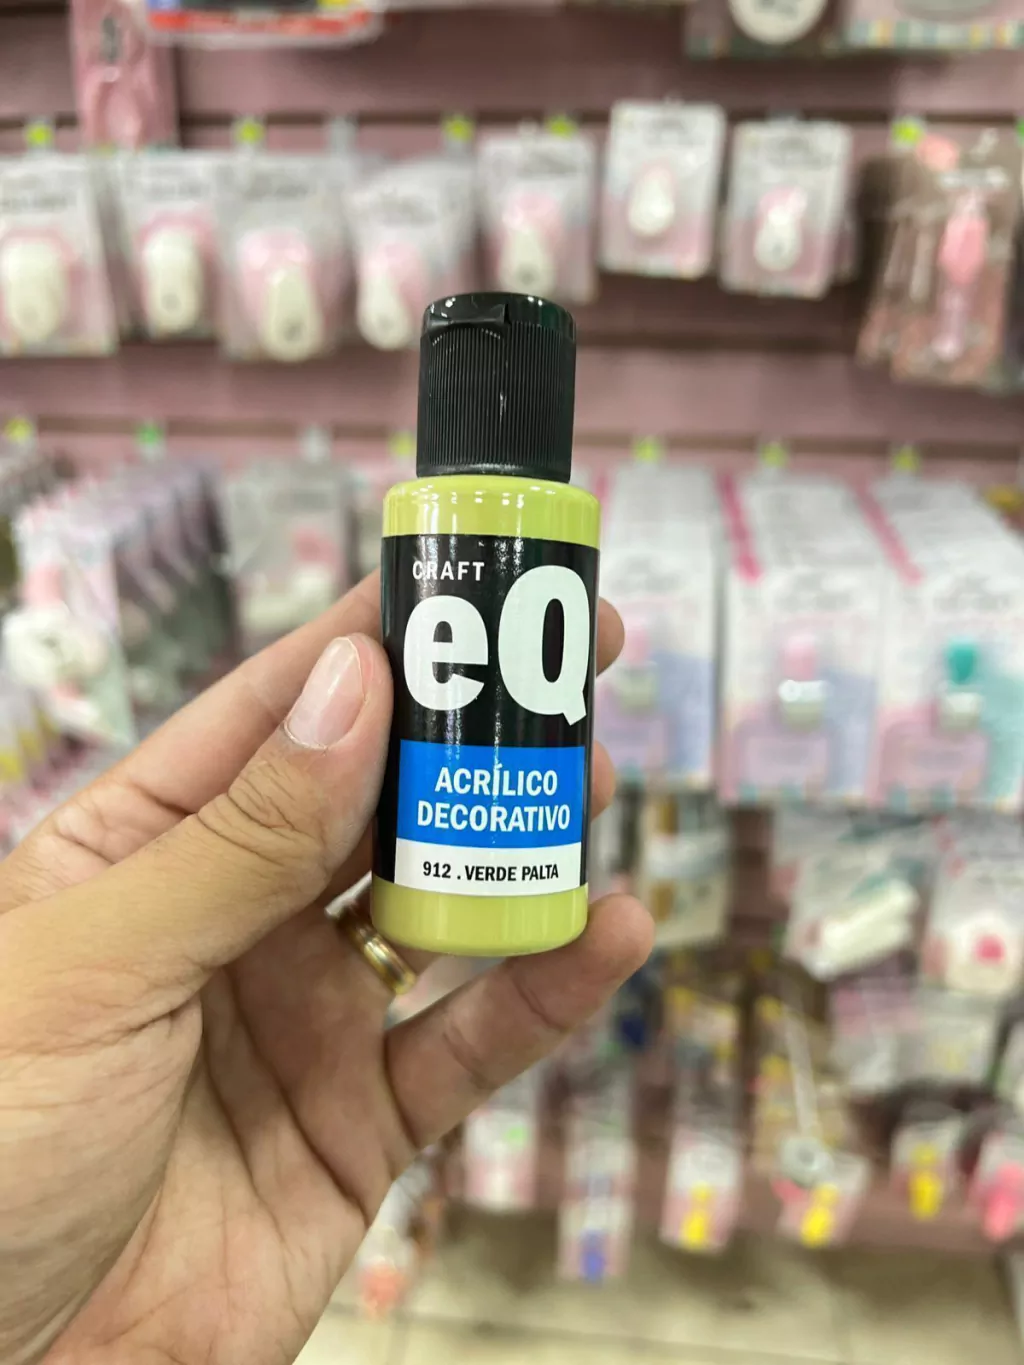 CRAFT
eQ
ACRÍLICO
DECORATIVO
912 . VERDE PALTA